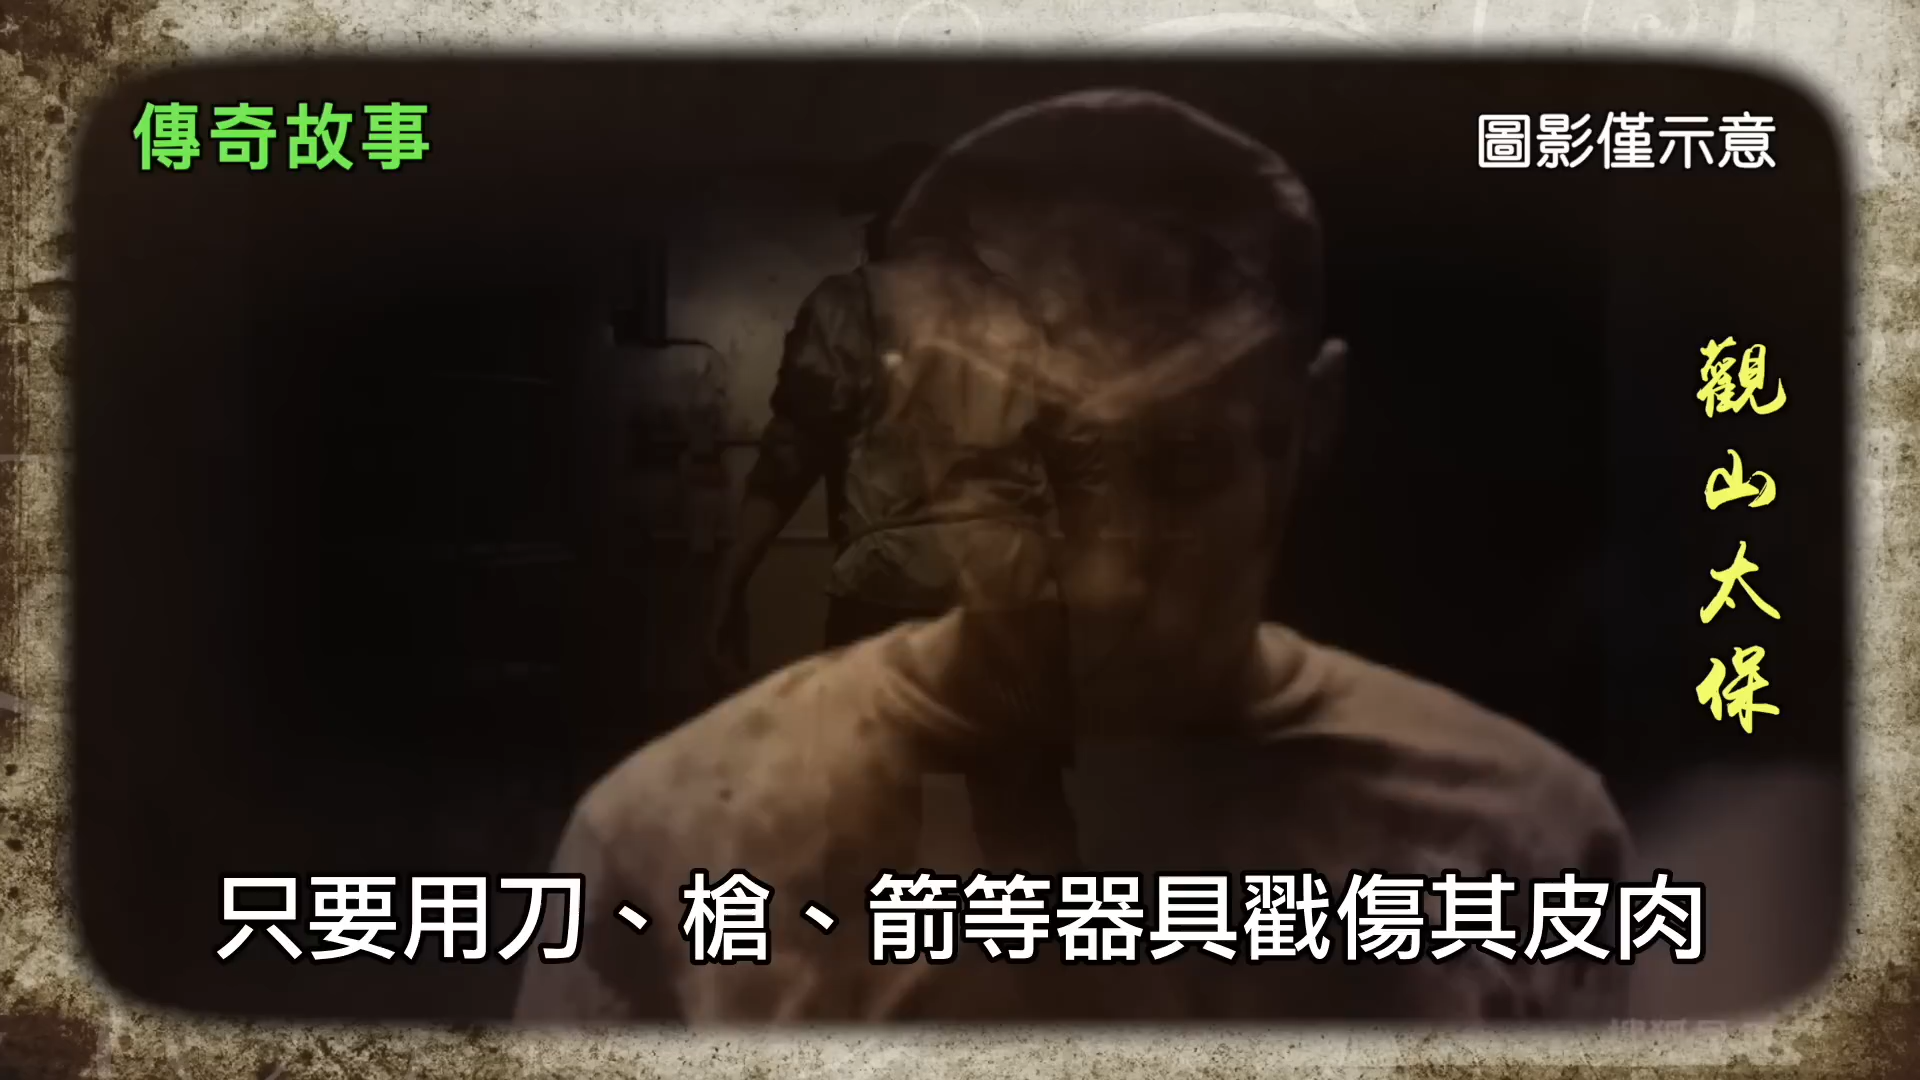 傳奇故事
圖影僅示意
觀山太保
只要用刀、槍、箭等器具戳傷其皮肉